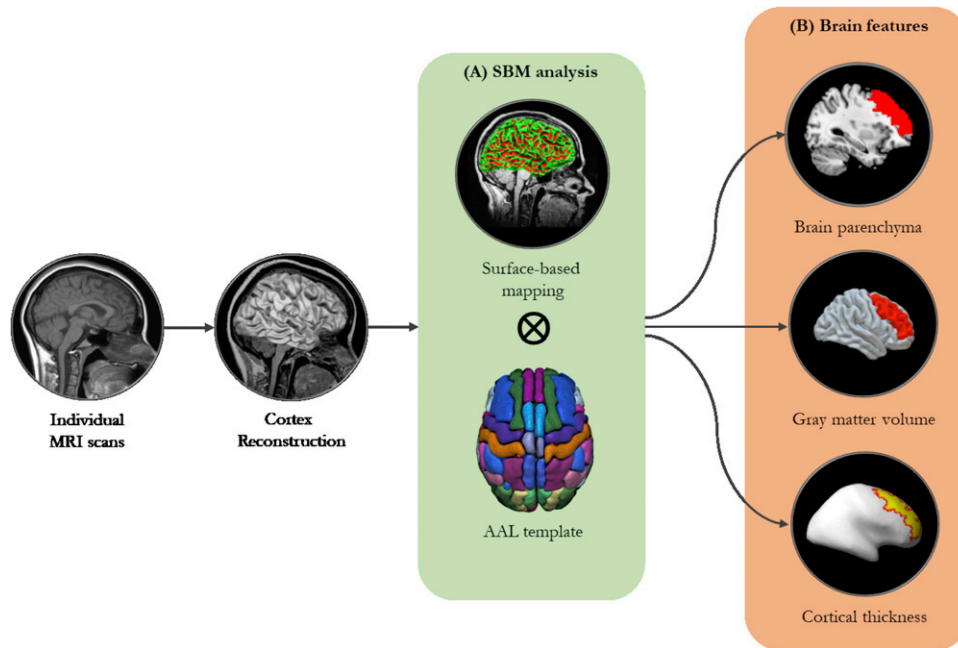 Individual
MRI scans
Cortex
Reconstruction
(A) SBM analysis
Surface-based
mapping
AAL template
(B) Brain features
Brain parenchyma
Gray matter volume
Cortical thickness